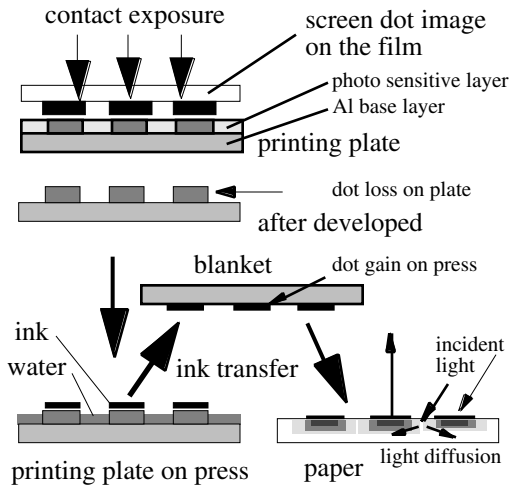 contact exposure
screen dot image
on the film
photo sensitive layer
Al base layer
printing plate
dot loss on plate
after developed
blanket
dot gain on press
ink
water
ink transfer
incident
light
printing plate on press
paper
light diffusion